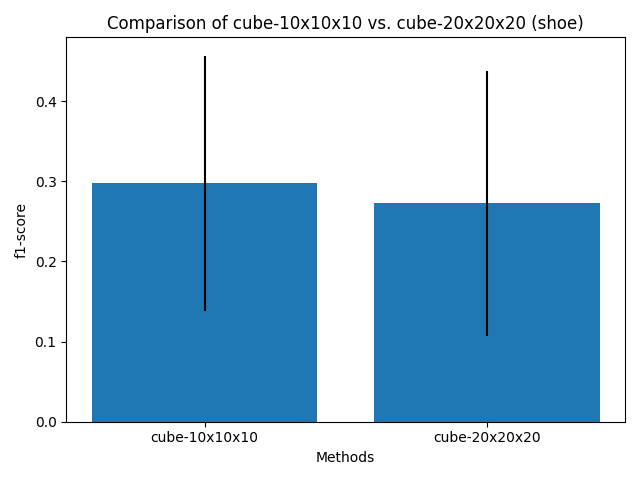 Comparison of cube-10x10x10 vs. cube-20x20x20 (shoe)
0.4
0.3
0.2
0.1
0.0
f1-score
cube-10x10x10
cube-20x20x20
Methods